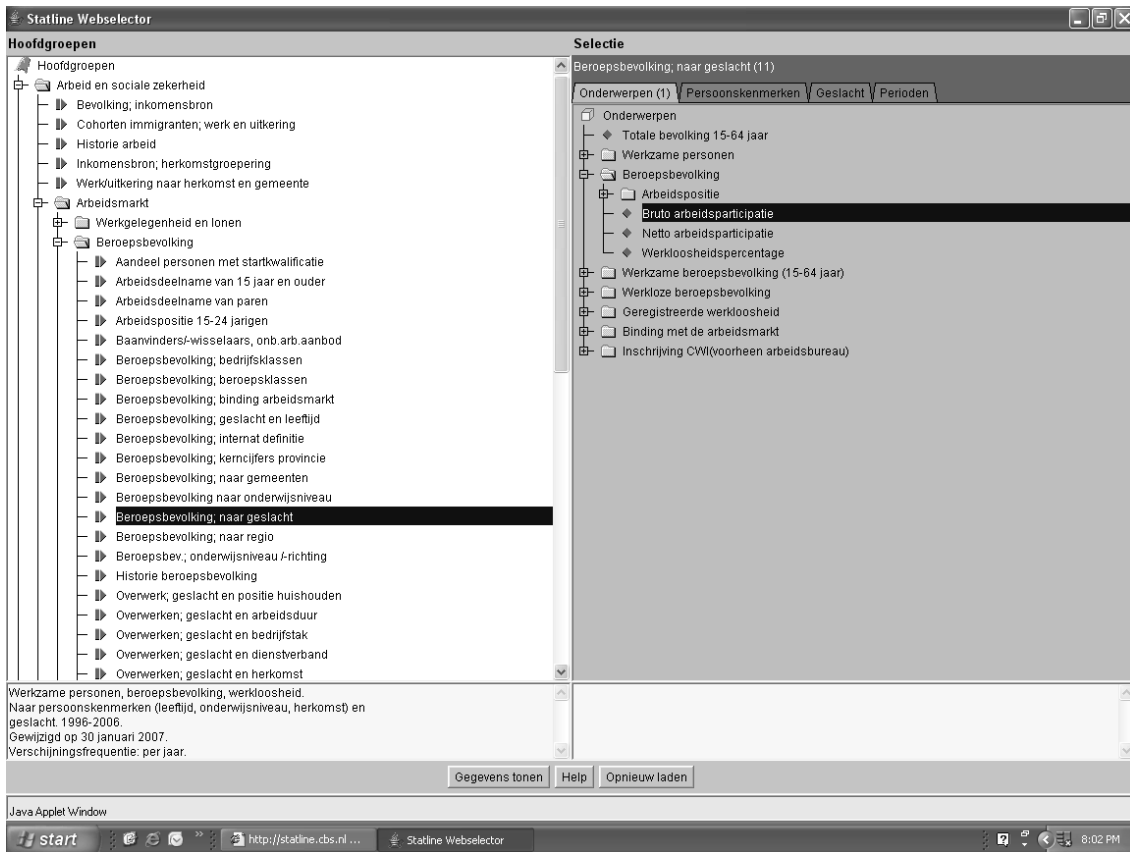 Statline Webselector
Hoofdgroepen
Hoofdgroepen
Arbeid en sociale zekerheid
Bevolking; inkomensbron
Cohorten immigranten; werk en uitkering
Historie arbeid
Inkomensbron; herkomstgroepering
Werk/uitkering naar herkomst en gemeente
Arbeidsmarkt
Werkgelegenheid en lonen
Beroepsbevolking
Aandeel personen met startkwalificatie
Arbeidsdeelname van 15 jaar en ouder
Arbeidsdeelname van paren
Arbeidspositie 15-24 jarigen
Baanvinders/-wisselaars, onb.arb.aanbod
Beroepsbevolking; bedrijfsklassen
Beroepsbevolking; beroepsklassen
Beroepsbevolking; binding arbeidsmarkt
Beroepsbevolking; geslacht en leeftijd
Beroepsbevolking; internat definitie
Beroepsbevolking; kerncijfers provincie
Beroepsbevolking; naar gemeenten
Beroepsbevolking naar onderwijsniveau
Beroepsbevolking; naar geslacht
Beroepsbevolking; naar regio
Beroepsbev.; onderwijsniveau /-richting
Historie beroepsbevolking
Overwerk; geslacht en positie huishouden
Overwerken; geslacht en arbeidsduur
Overwerken; geslacht en bedrijfstak
Overwerken; geslacht en dienstverband
Overwerken; geslacht en herkomst
Werkzame personen, beroepsbevolking, werkloosheid.
Naar persoonskenmerken (leeftijd, onderwijsniveau, herkomst) en
geslacht. 1996-2006.
Gewijzigd op 30 januari 2007.
Verschijningsfrequentie: per jaar.
Selectie
Beroepsbevolking; naar geslacht (11)
Onderwerpen (1) Persoonskenmerken Geslacht Perioden
Onderwerpen
Totale bevolking 15-64 jaar
Werkzame personen
Beroepsbevolking
Arbeidspositie
Bruto arbeidsparticipatie
Netto arbeidsparticipatie
Werkloosheidspercentage
Werkzame beroepsbevolking (15-64 jaar)
Werkloze beroepsbevolking
Geregistreerde werkloosheid
Binding met de arbeidsmarkt
Inschrijving CWI(voorheen arbeidsbureau)
Gegevens tonen Help Opnieuw laden
Java Applet Window
start http://statline.cbs.nl ... Statline Webselector 8:02 PM